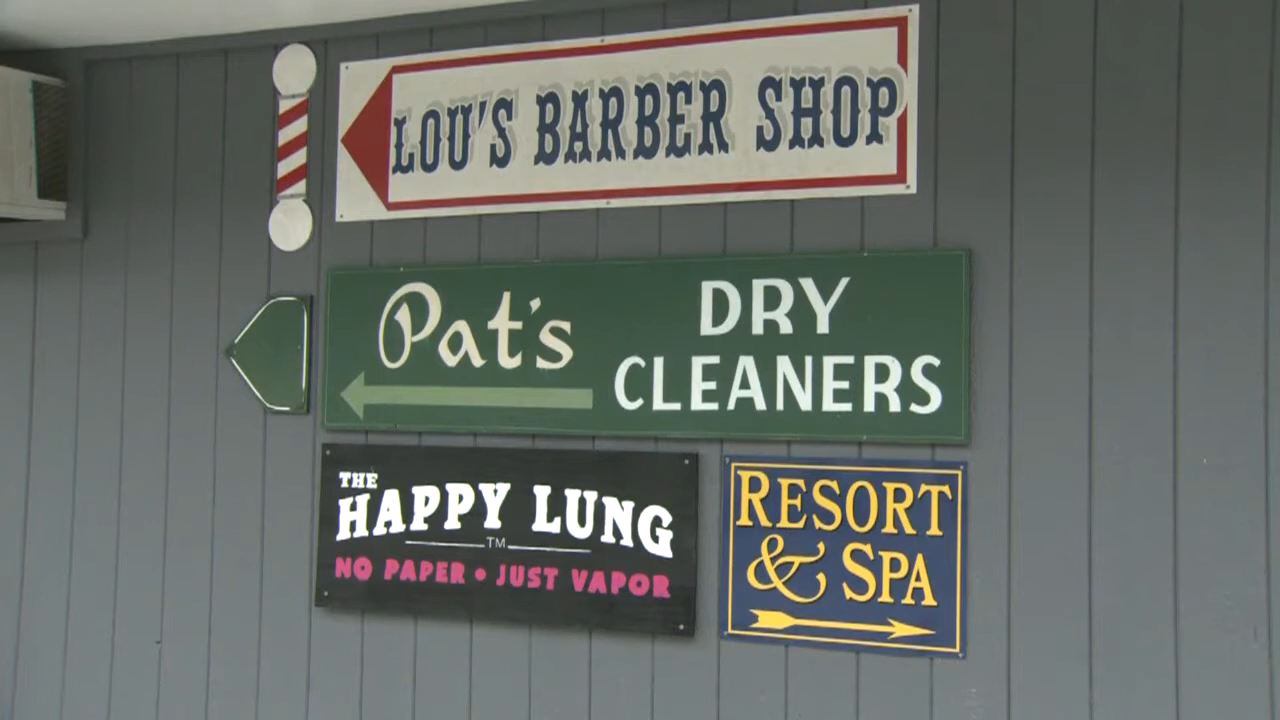 LOU'S BARBER SHOP
Pat's
DRY
CLEANERS
THE
HAPPY LUNG
TM
NO PAPER • JUST VAPOR
RESORT
& SPA